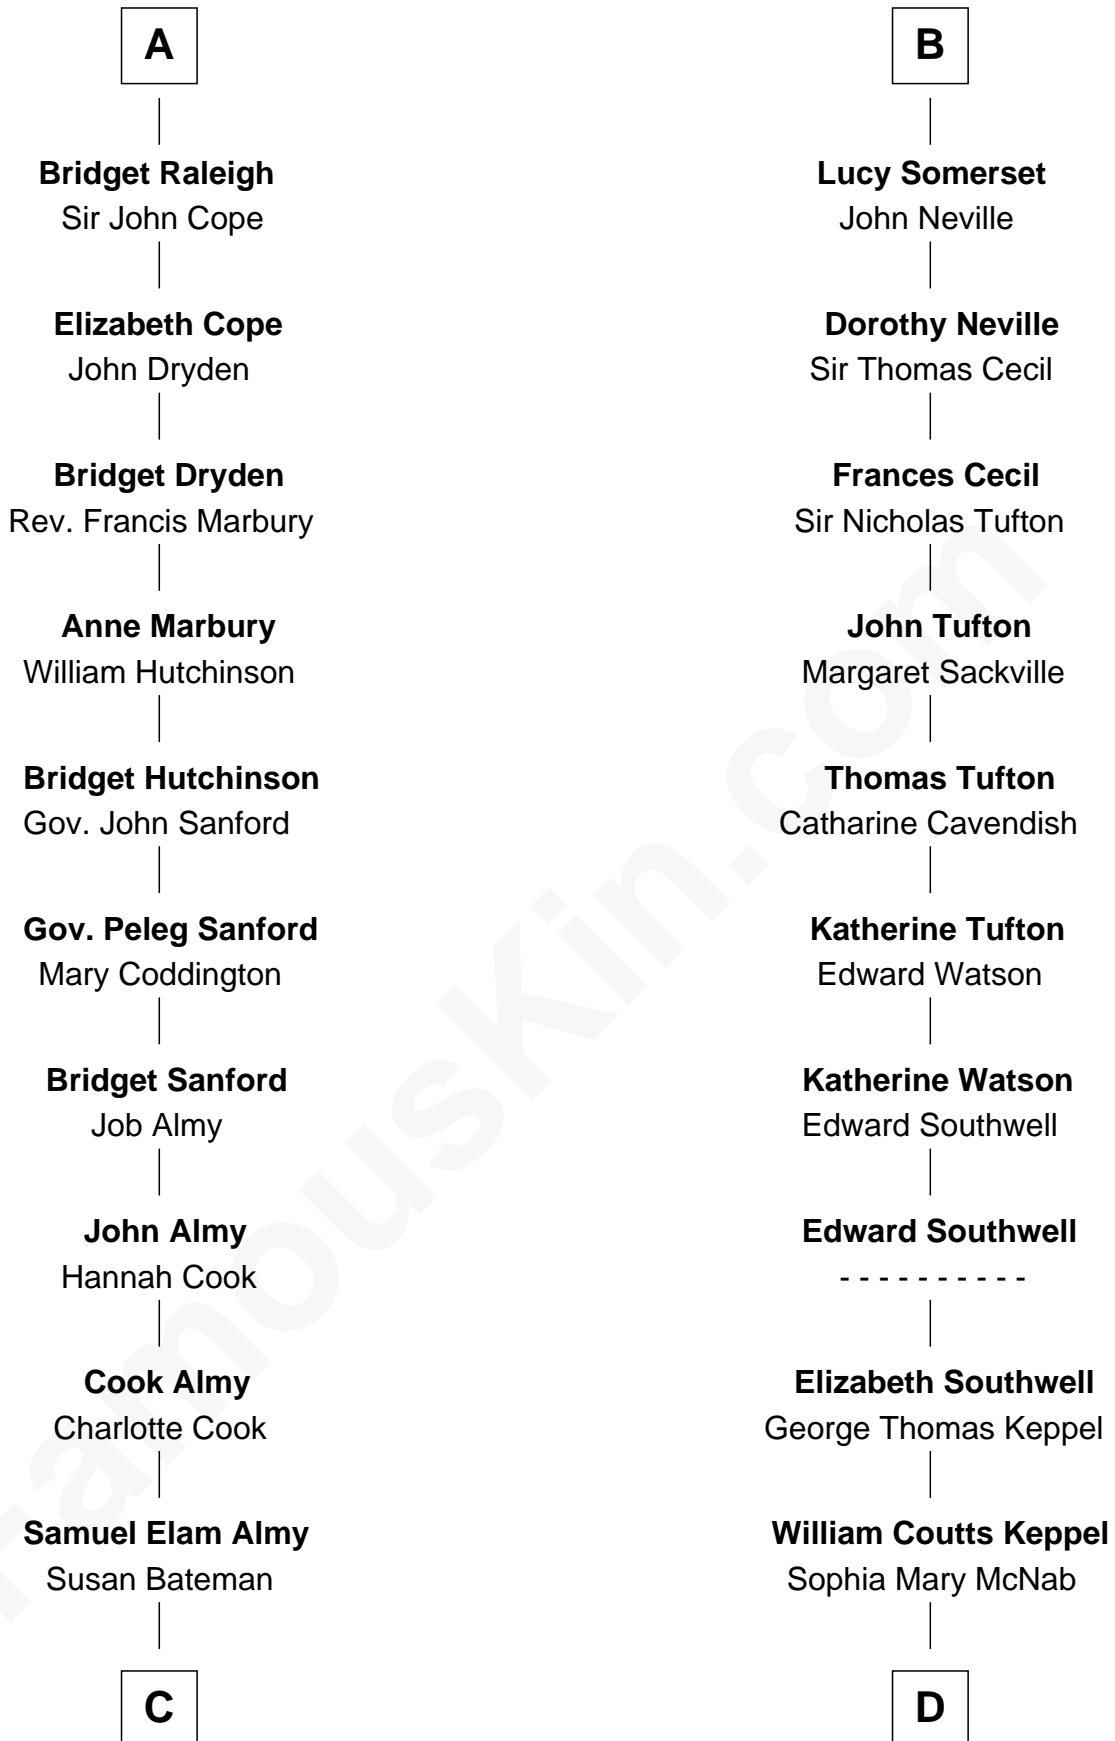 A
Bridget Raleigh
Sir John Cope
Elizabeth Cope
John Dryden
Bridget Dryden
Rev. Francis Marbury
Anne Marbury
William Hutchinson
Bridget Hutchinson
Gov. John Sanford
Gov. Peleg Sanford
Mary Coddington
Bridget Sanford
Job Almy
John Almy
Hannah Cook
Cook Almy
Charlotte Cook
Samuel Elam Almy
Susan Bateman
C
B
Lucy Somerset
John Neville
Dorothy Neville
Sir Thomas Cecil
Frances Cecil
Sir Nicholas Tufton
John Tufton
Margaret Sackville
Thomas Tufton
Catharine Cavendish
Katherine Tufton
Edward Watson
Katherine Watson
Edward Southwell
Edward Southwell
- - - - - - - - - -
Elizabeth Southwell
George Thomas Keppel
William Coutts Keppel
Sophia Mary McNab
D
FamousKin.com